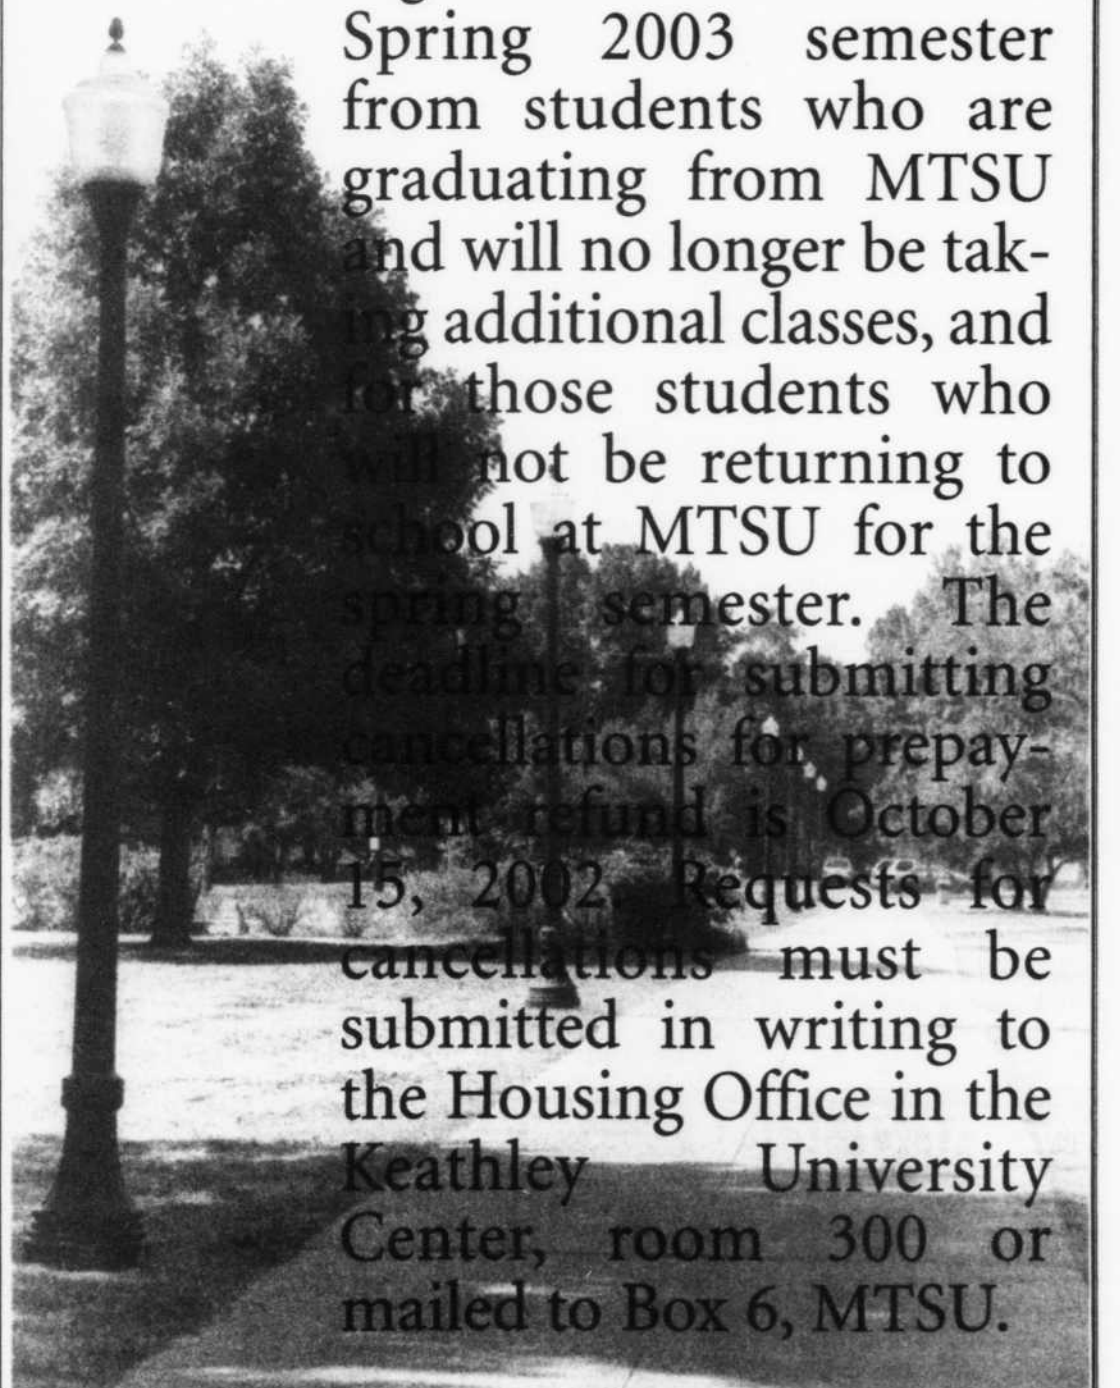 Spring 2003 semester
from students who are
graduating from MTSU
and will no longer be tak-
ing additional classes, and
for those students who
will not be returning to
school at MTSU for the
spring semester. The
deadline for submitting
cancellations for prepay-
ment refund is October
15, 2002. Requests for
cancellations must be
submitted in writing to
the Housing Office in the
Keathley University
Center, room 300 or
mailed to Box 6, MTSU.